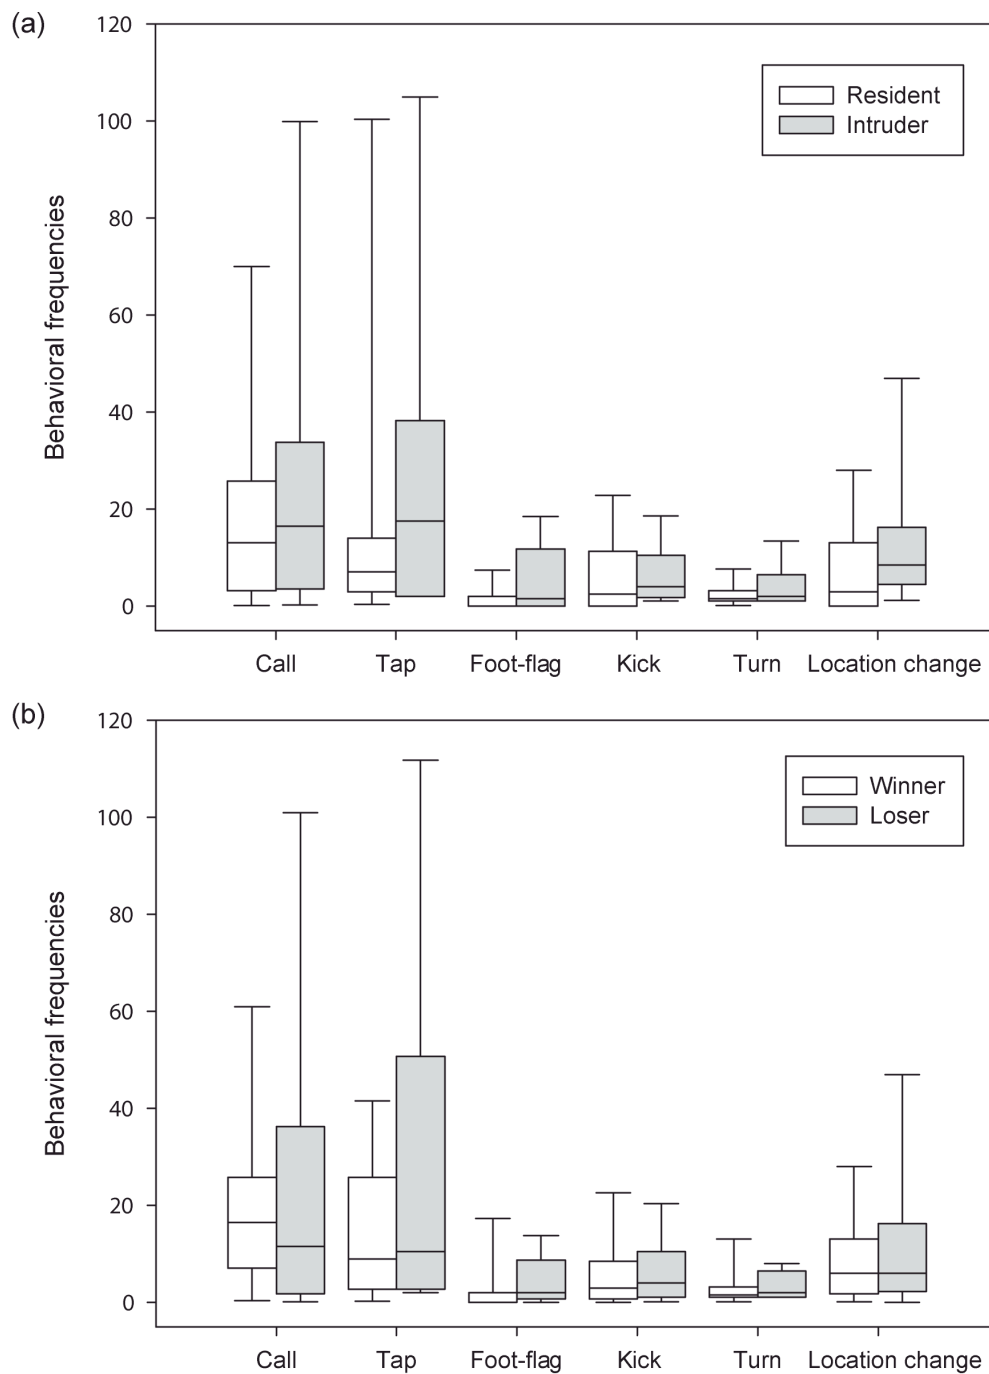 (a)
120
100
80
60
40
20
0
Behavioral frequencies
Resident
Intruder
Call Tap Foot-flag Kick Turn Location change
(b)
120
100
80
60
40
20
0
Behavioral frequencies
Winner
Loser
Call Tap Foot-flag Kick Turn Location change